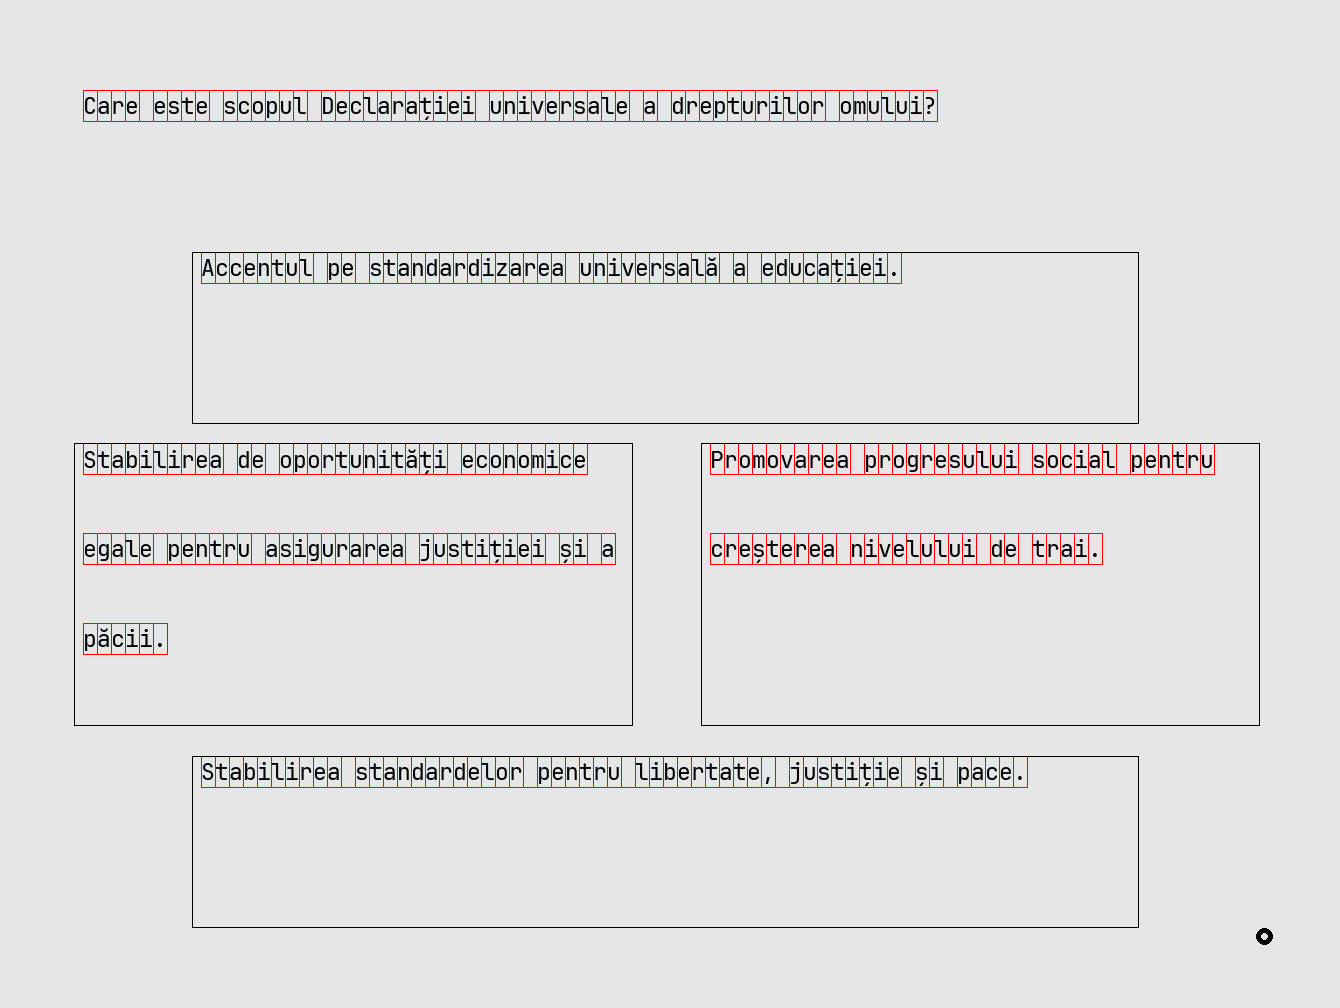 Care este scopul Declarației universale a drepturilor omului?
Accentul pe standardizarea universală a educației.
Stabilirea de oportunități economice
egale pentru asigurarea justiției și a
păcii.
Promovarea progresului social pentru
creșterea nivelului de trai.
Stabilirea standardelor pentru libertate, justiție și pace.